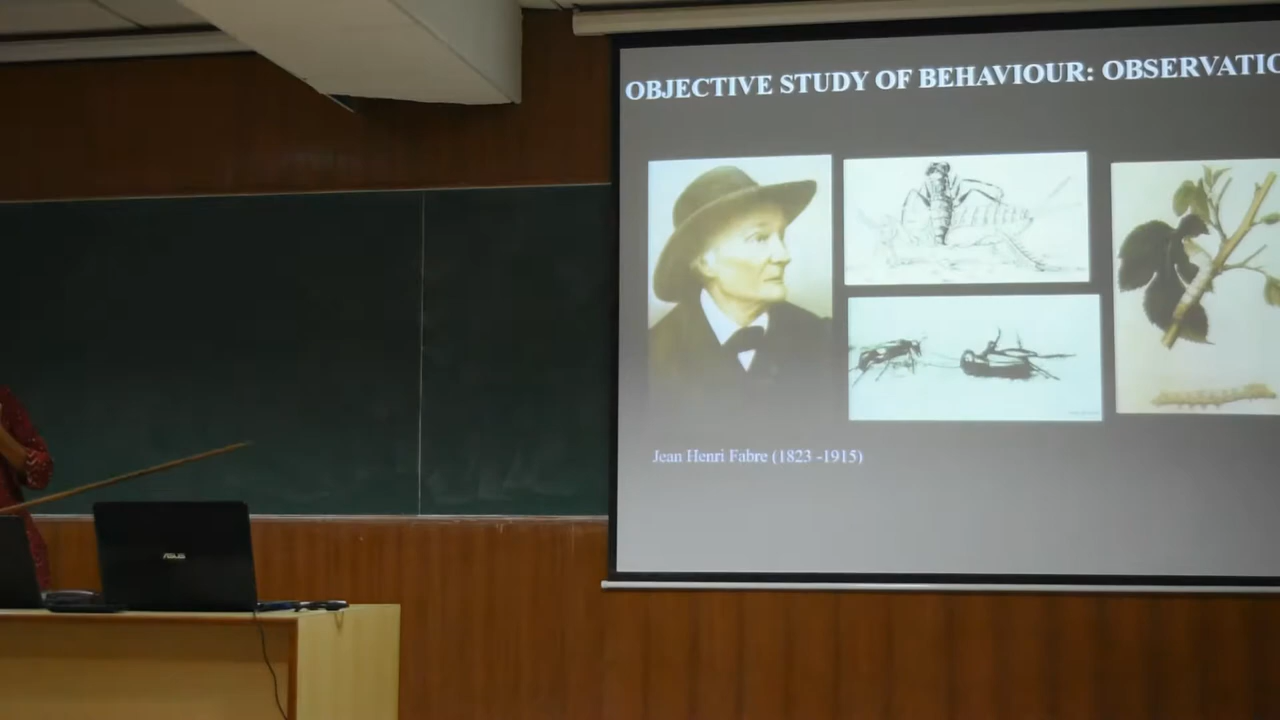 OBJECTIVE STUDY OF BEHAVIOUR: OBSERVATIO
Jean Henri Fabre (1823 -1915)
ASUS